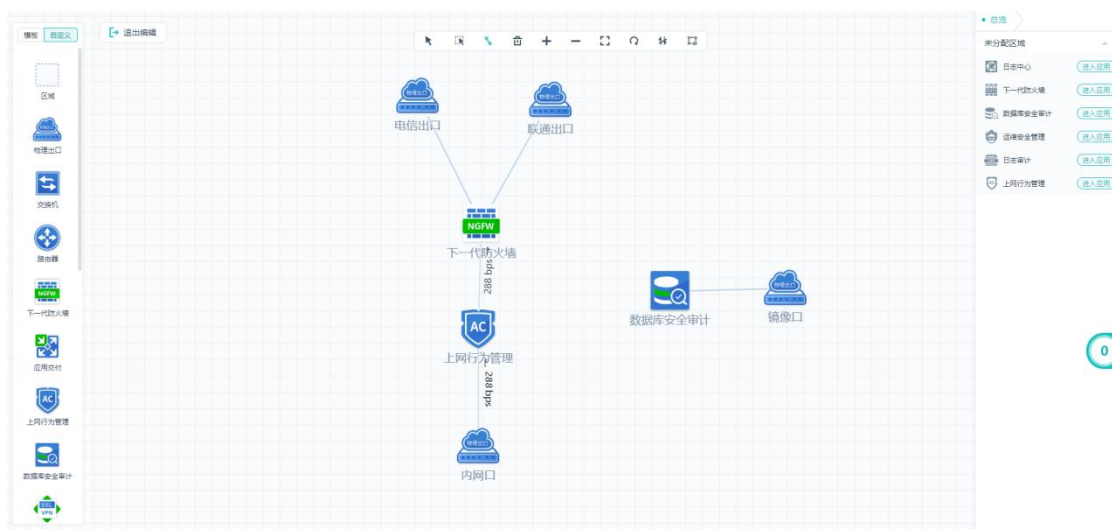 模板 自定义
退出编辑
区域
物理出口
交换机
路由器
NGFW
下一代防火墙
应用交付
AC
上网行为管理
数据库安全审计
VPN
物理出口
电信出口
物理出口
联通出口
NGFW
下一代防火墙
288 bps
AC
上网行为管理
288 bps
物理出口
内网口
数据库安全审计
物理出口
镜像口
总览
未分配区域
日志中心 进入应用
下一代防火墙 进入应用
数据库安全审计 进入应用
运维安全管理 进入应用
日志审计 进入应用
上网行为管理 进入应用
0